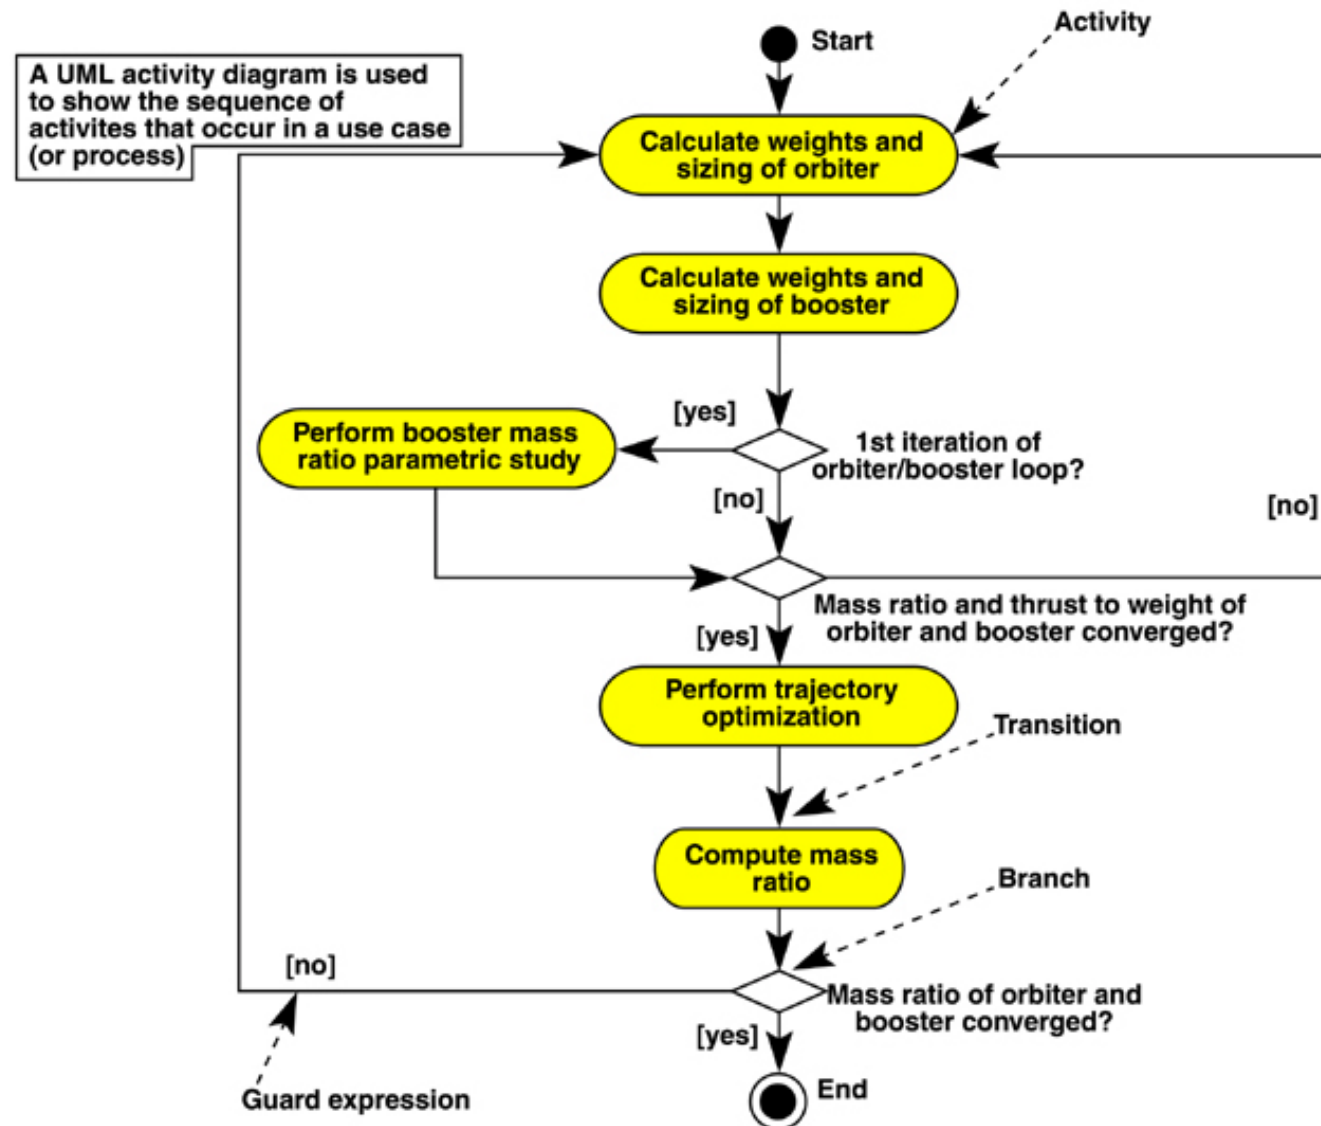 Start
Activity
A UML activity diagram is used
to show the sequence of
activites that occur in a use case
(or process)
Calculate weights and
sizing of orbiter
Calculate weights and
sizing of booster
[yes]
Perform booster mass
ratio parametric study
1st iteration of
orbiter/booster loop?
[no]
[no]
Mass ratio and thrust to weight of
orbiter and booster converged?
[yes]
Perform trajectory
optimization
Transition
Compute mass
ratio
Branch
[no]
Mass ratio of orbiter and
booster converged?
[yes]
End
Guard expression